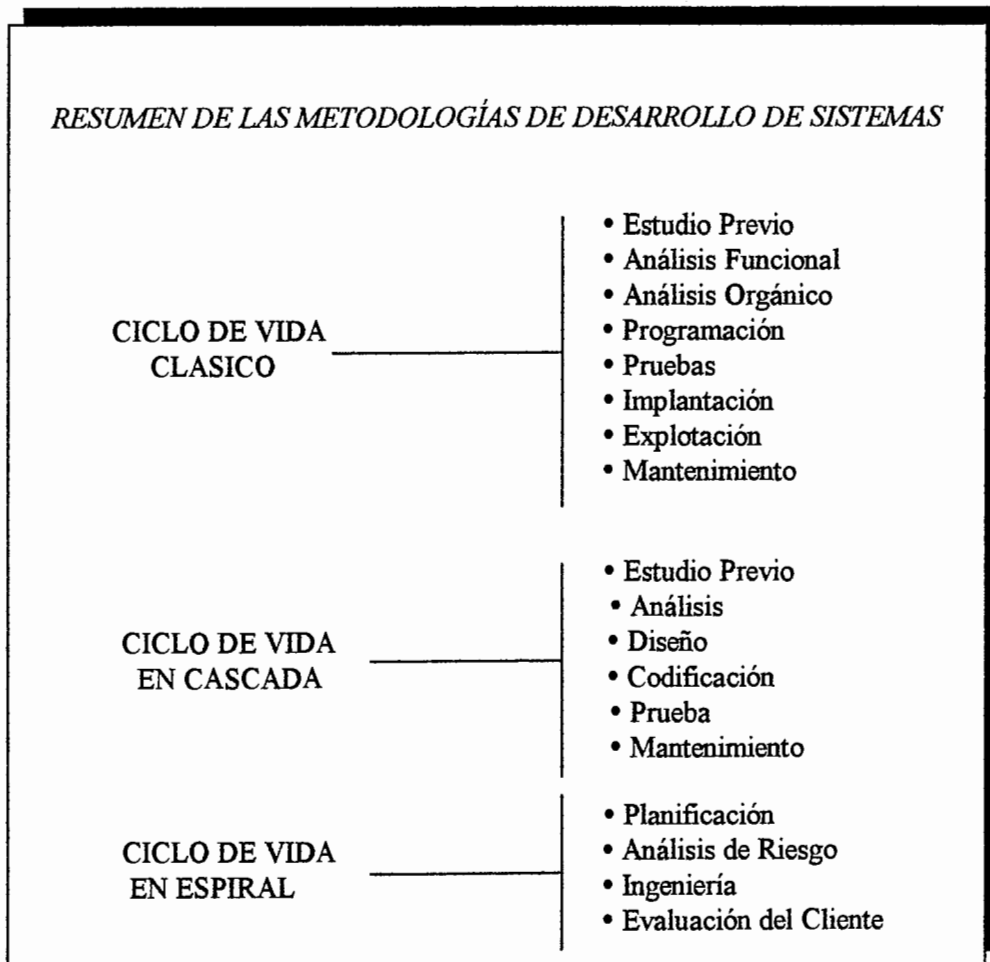 RESUMEN DE LAS METODOLOGÍAS DE DESARROLLO DE SISTEMAS
CICLO DE VIDA
CLASICO
• Estudio Previo
• Análisis Funcional
• Análisis Orgánico
• Programación
• Pruebas
• Implantación
• Explotación
• Mantenimiento
CICLO DE VIDA
EN CASCADA
• Estudio Previo
• Análisis
• Diseño
• Codificación
• Prueba
• Mantenimiento
CICLO DE VIDA
EN ESPIRAL
• Planificación
• Análisis de Riesgo
• Ingeniería
• Evaluación del Cliente